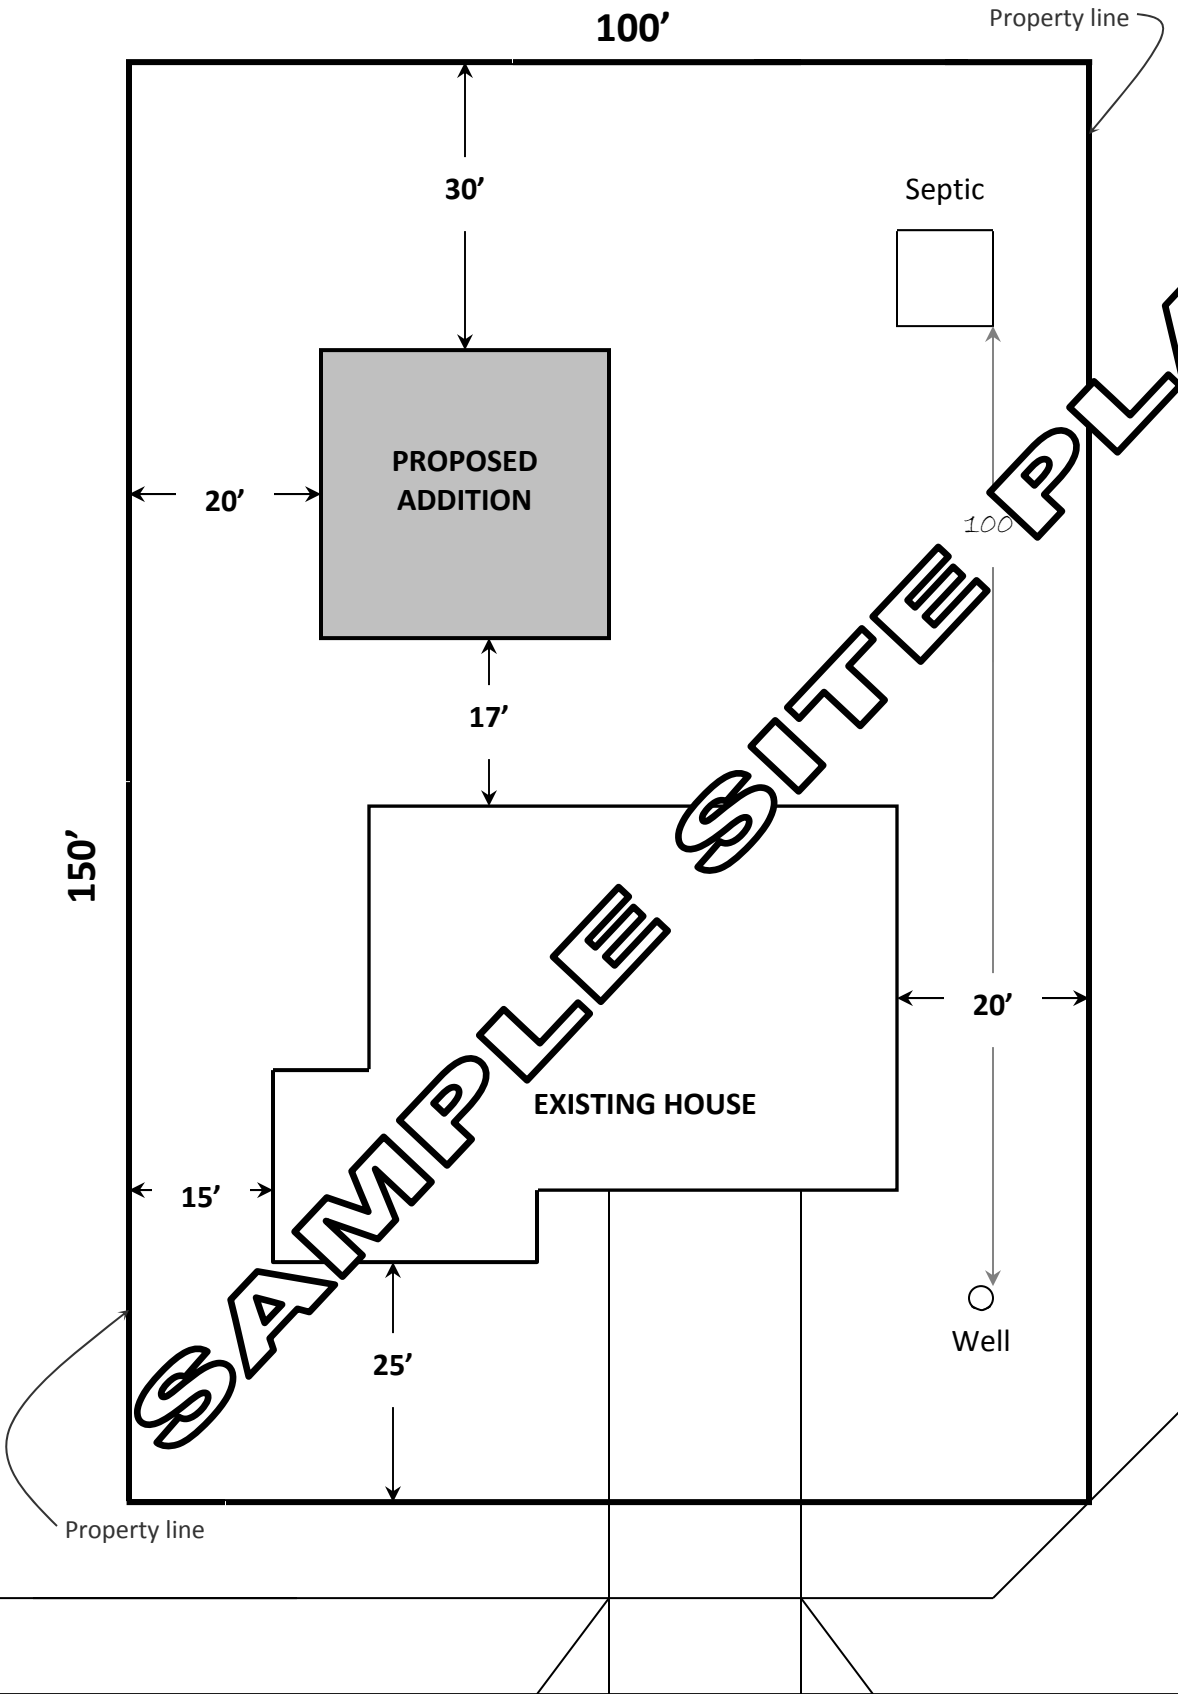 100’
Property line
30’
Septic
PROPOSED
ADDITION
20’
100
17’
150’
SAMPLE SITE PLA
20’
EXISTING HOUSE
15’
Well
25’
Property line